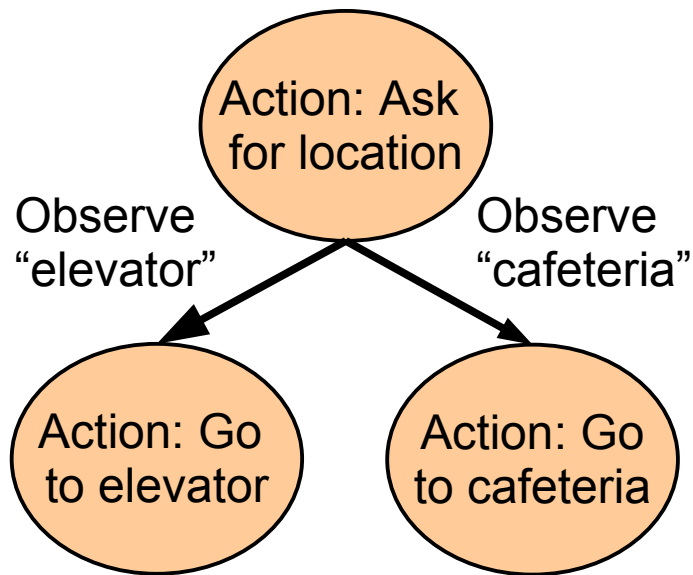 Action: Ask
for location
Observe
“elevator”
Observe
“cafeteria”
Action: Go
to elevator
Action: Go
to cafeteria